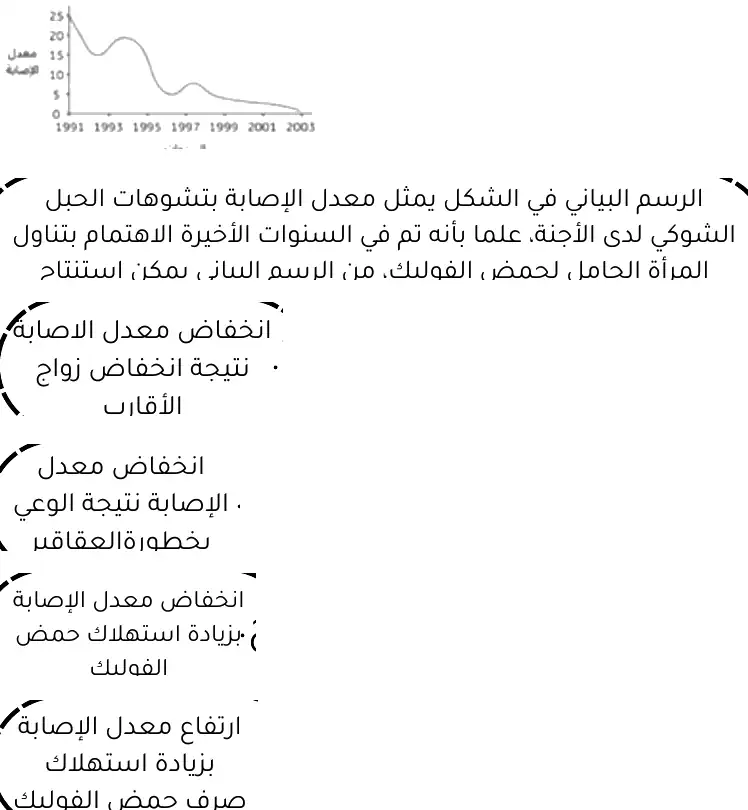 25
20
معدل 15
الإصابة 10
5
0
1991 1993 1995 1997 1999 2001 2003
الرسم البياني في الشكل يمثل معدل الإصابة بتشوهات الحبل
الشوكي لدى الأجنة، علما بأنه تم في السنوات الأخيرة الاهتمام بتناول
المرأة الحامل لحمض الفوليك، من الرسم البياني يمكن استنتاج
انخفاض معدل الاصابة
نتيجة انخفاض زواج
الأقارب
انخفاض معدل
الإصابة نتيجة الوعي
بخطورةالعقاقير
انخفاض معدل الإصابة
بزيادة استهلاك حمض
الفوليك
ارتفاع معدل الإصابة
بزيادة استهلاك
صرف حمض الفوليك